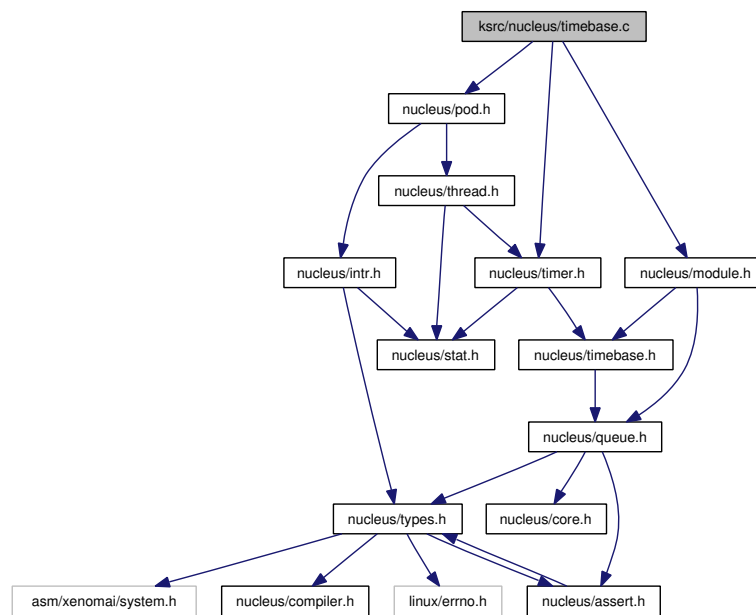 ksrc/nucleus/timebase.c
nucleus/pod.h
nucleus/thread.h
nucleus/intr.h
nucleus/timer.h
nucleus/module.h
nucleus/stat.h
nucleus/timebase.h
nucleus/queue.h
nucleus/types.h
nucleus/core.h
asm/xenomai/system.h
nucleus/compiler.h
linux/errno.h
nucleus/assert.h